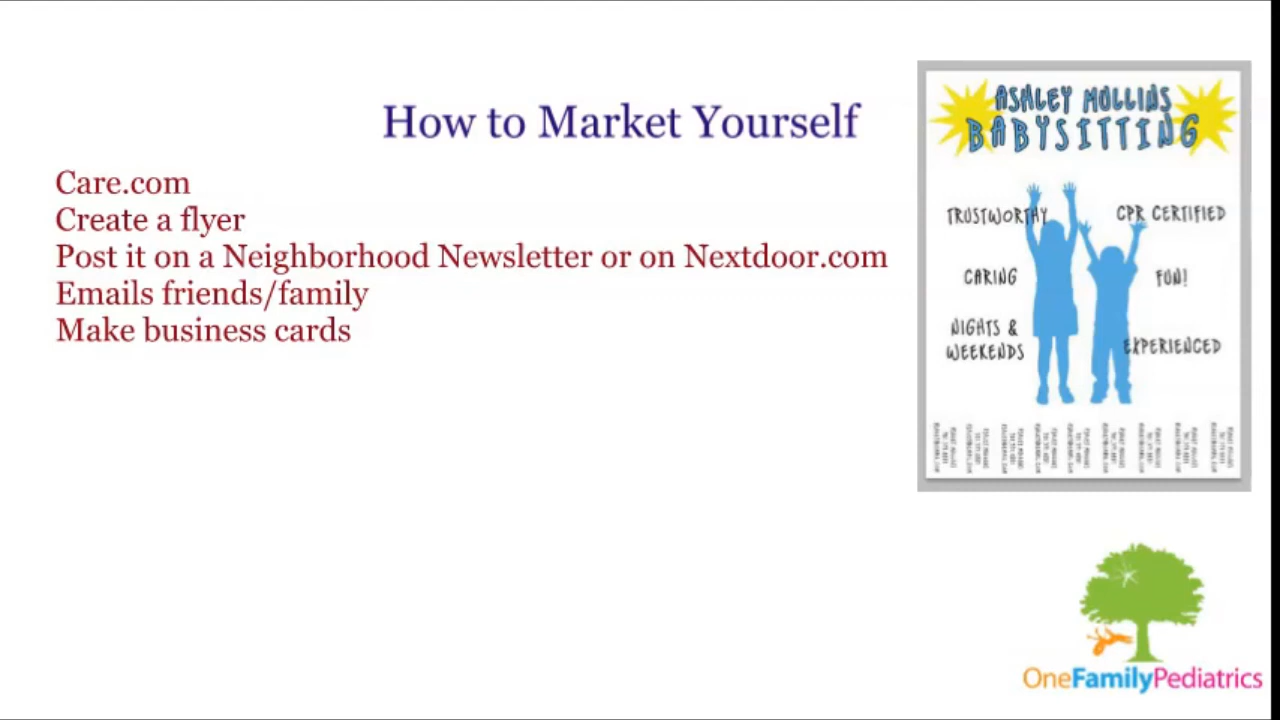 How to Market Yourself
Care.com
Create a flyer
Post it on a Neighborhood Newsletter or on Nextdoor.com
Emails friends/family
Make business cards
ASHLEY MOLLINS
BABYSITTING
TRUSTWORTHY
CPR CERTIFIED
CARING
FUN!
NIGHTS &
WEEKENDS
EXPERIENCED
OneFamilyPediatrics